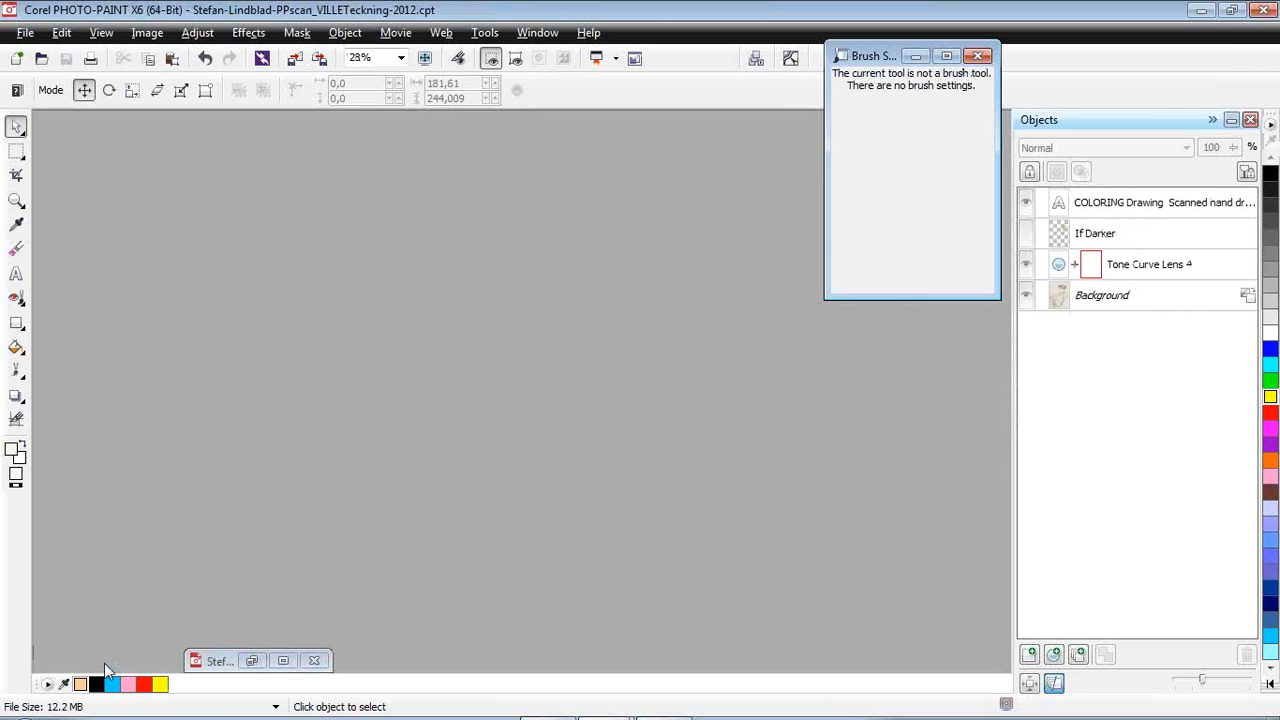 Corel PHOTO-PAINT X6 (64-Bit) - Stefan-Lindblad-PPscan_VILLETeckning-2012.cpt
File Edit View Image Adjust Effects Mask Object Movie Web Tools Window Help
28%
Brush S...
The current tool is not a brush tool.
There are no brush settings.
Mode
0,0
0,0
181,61
244,009
Objects
Normal
100 %
COLORING Drawing Scanned hand dr...
If Darker
Tone Curve Lens 4
Background
Stef...
File Size: 12.2 MB
Click object to select